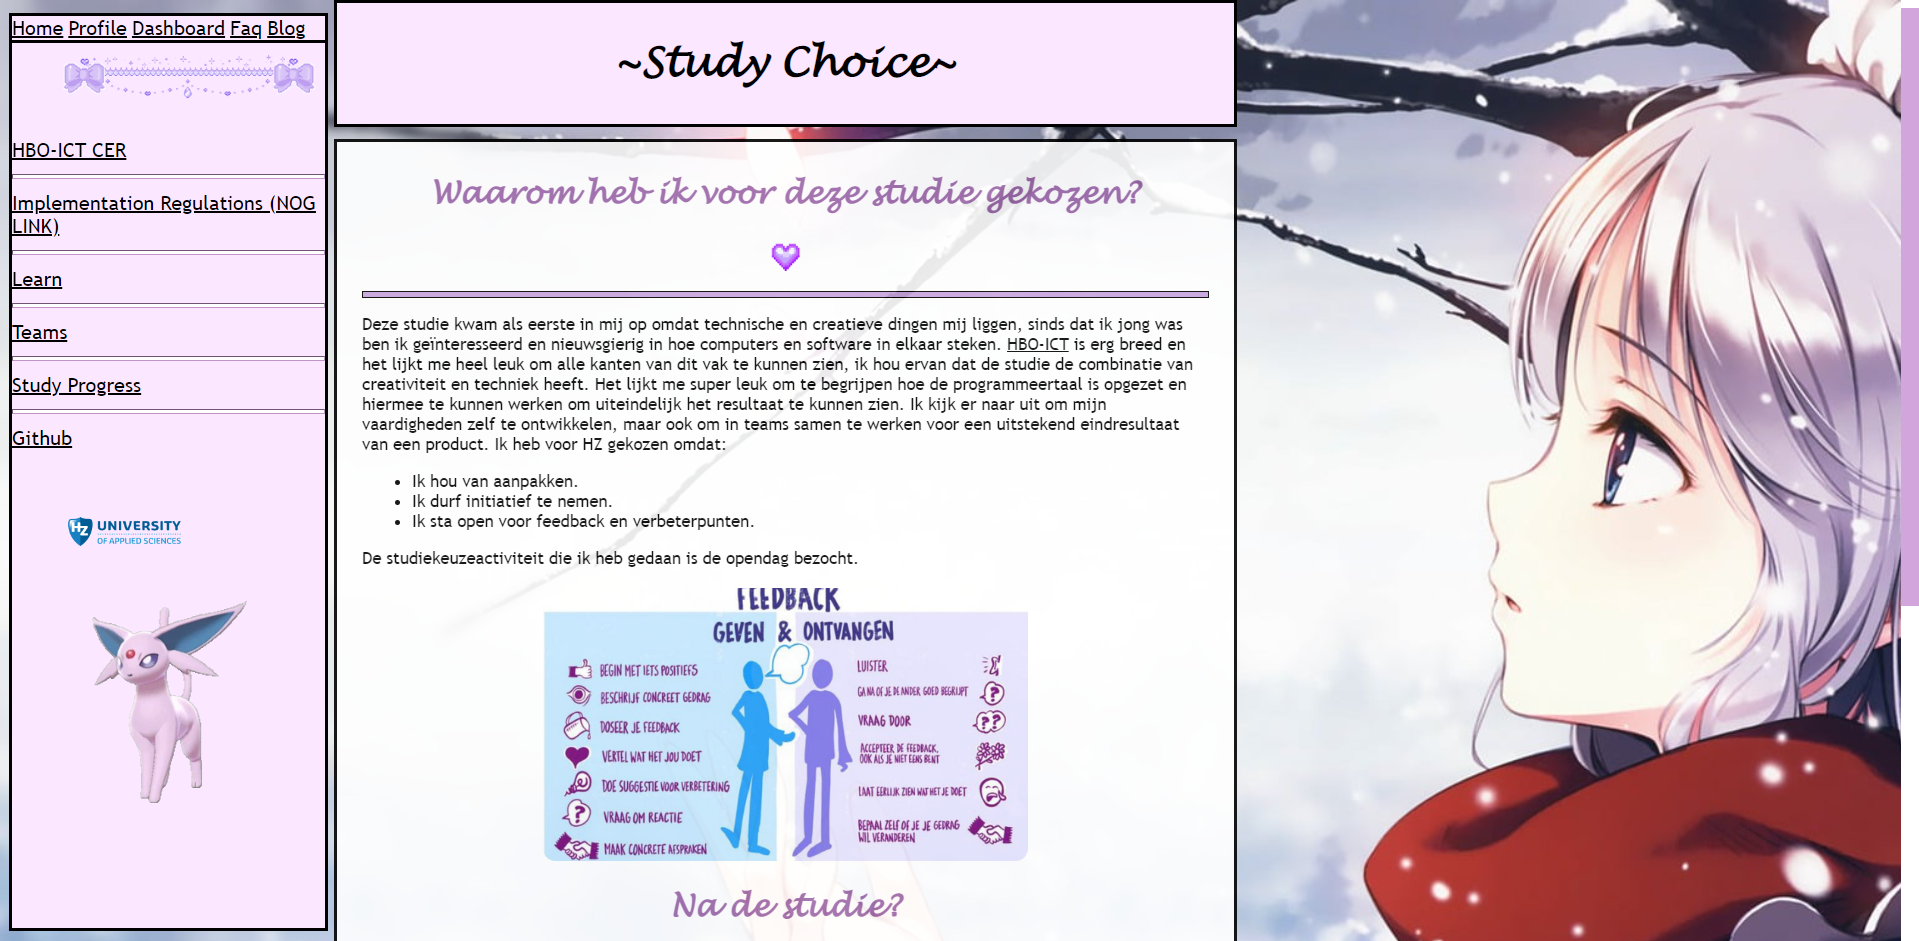 Home Profile Dashboard Faq Blog
HBO-ICT CER
Implementation Regulations (NOG
LINK)
Learn
Teams
Study Progress
Github
HZ UNIVERSITY
OF APPLIED SCIENCES
~Study Choice~
Waarom heb ik voor deze studie gekozen?
Deze studie kwam als eerste in mij op omdat technische en creatieve dingen mij liggen, sinds dat ik jong was
ben ik geïnteresseerd en nieuwsgierig in hoe computers en software in elkaar steken. HBO-ICT is erg breed en
het lijkt me heel leuk om alle kanten van dit vak te kunnen zien, ik hou ervan dat de studie de combinatie van
creativiteit en techniek heeft. Het lijkt me super leuk om te begrijpen hoe de programmeertaal is opgezet en
hiermee te kunnen werken om uiteindelijk het resultaat te kunnen zien. Ik kijk er naar uit om mijn
vaardigheden zelf te ontwikkelen, maar ook om in teams samen te werken voor een uitstekend eindresultaat
van een product. Ik heb voor HZ gekozen omdat:
• Ik hou van aanpakken.
• Ik durf initiatief te nemen.
• Ik sta open voor feedback en verbeterpunten.
De studiekeuzeactiviteit die ik heb gedaan is de opendag bezocht.
FEEDBACK
GEVEN & ONTVANGEN
BEGIN MET IETS POSITIEFS
BESCHRIJF CONCREET GEDRAG
DOSEER JE FEEDBACK
VERTEL WAT HET JOU DOET
DOE SUGGESTIE VOOR VERBETERING
VRAAG OM REACTIE
MAAK CONCRETE AFSPRAKEN
LUISTER
GA NA OF JE DE ANDER GOED BEGRIJPT
VRAAG DOOR
ACCEPTEER DE FEEDBACK,
OOK ALS JE NIET EENS BENT
LAAT EERLIJK ZIEN WAT HET JE DOET
BEPAAL ZELF OF JE JE GEDRAG
WIL VERANDEREN
Na de studie?